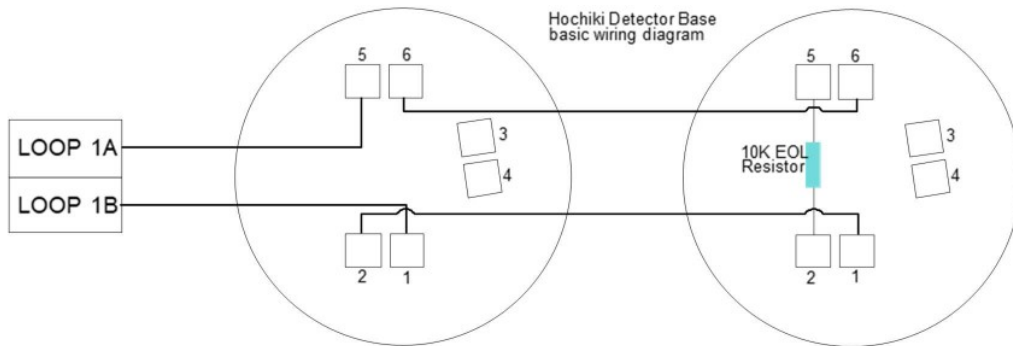 Hochiki Detector Base
basic wiring diagram
5 6
5 6
LOOP 1A
LOOP 1B
3
4
10K EOL
Resistor
3
4
2 1
2 1